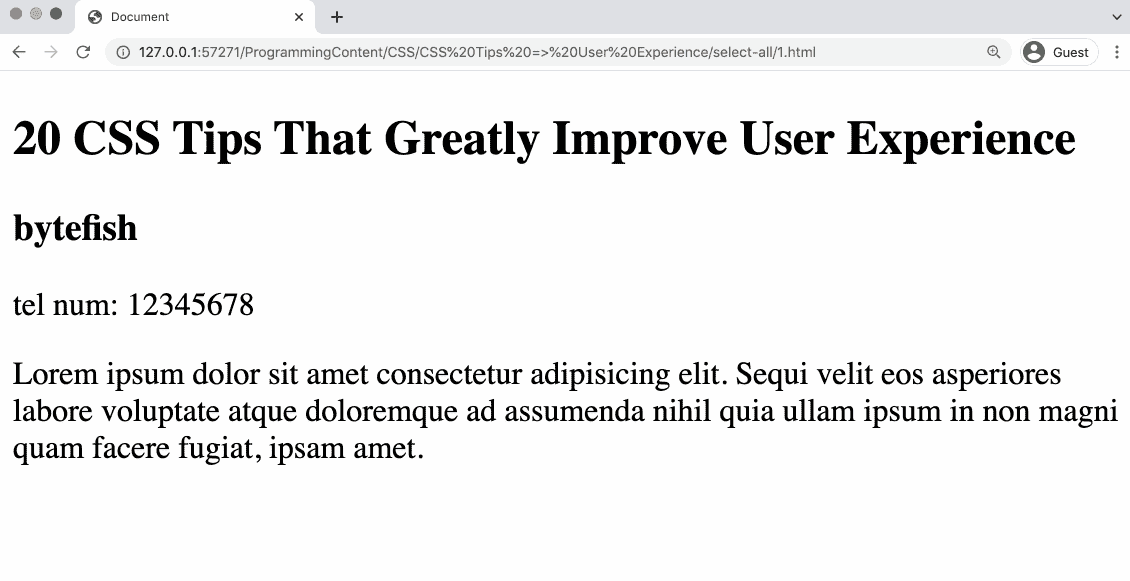 Document
127.0.0.1:57271/ProgrammingContent/CSS/CSS%20Tips%20=>%20User%20Experience/select-all/1.html
Guest
20 CSS Tips That Greatly Improve User Experience
bytefish
tel num: 12345678
Lorem ipsum dolor sit amet consectetur adipisicing elit. Sequi velit eos asperiores
labore voluptate atque doloremque ad assumenda nihil quia ullam ipsum in non magni
quam facere fugiat, ipsam amet.